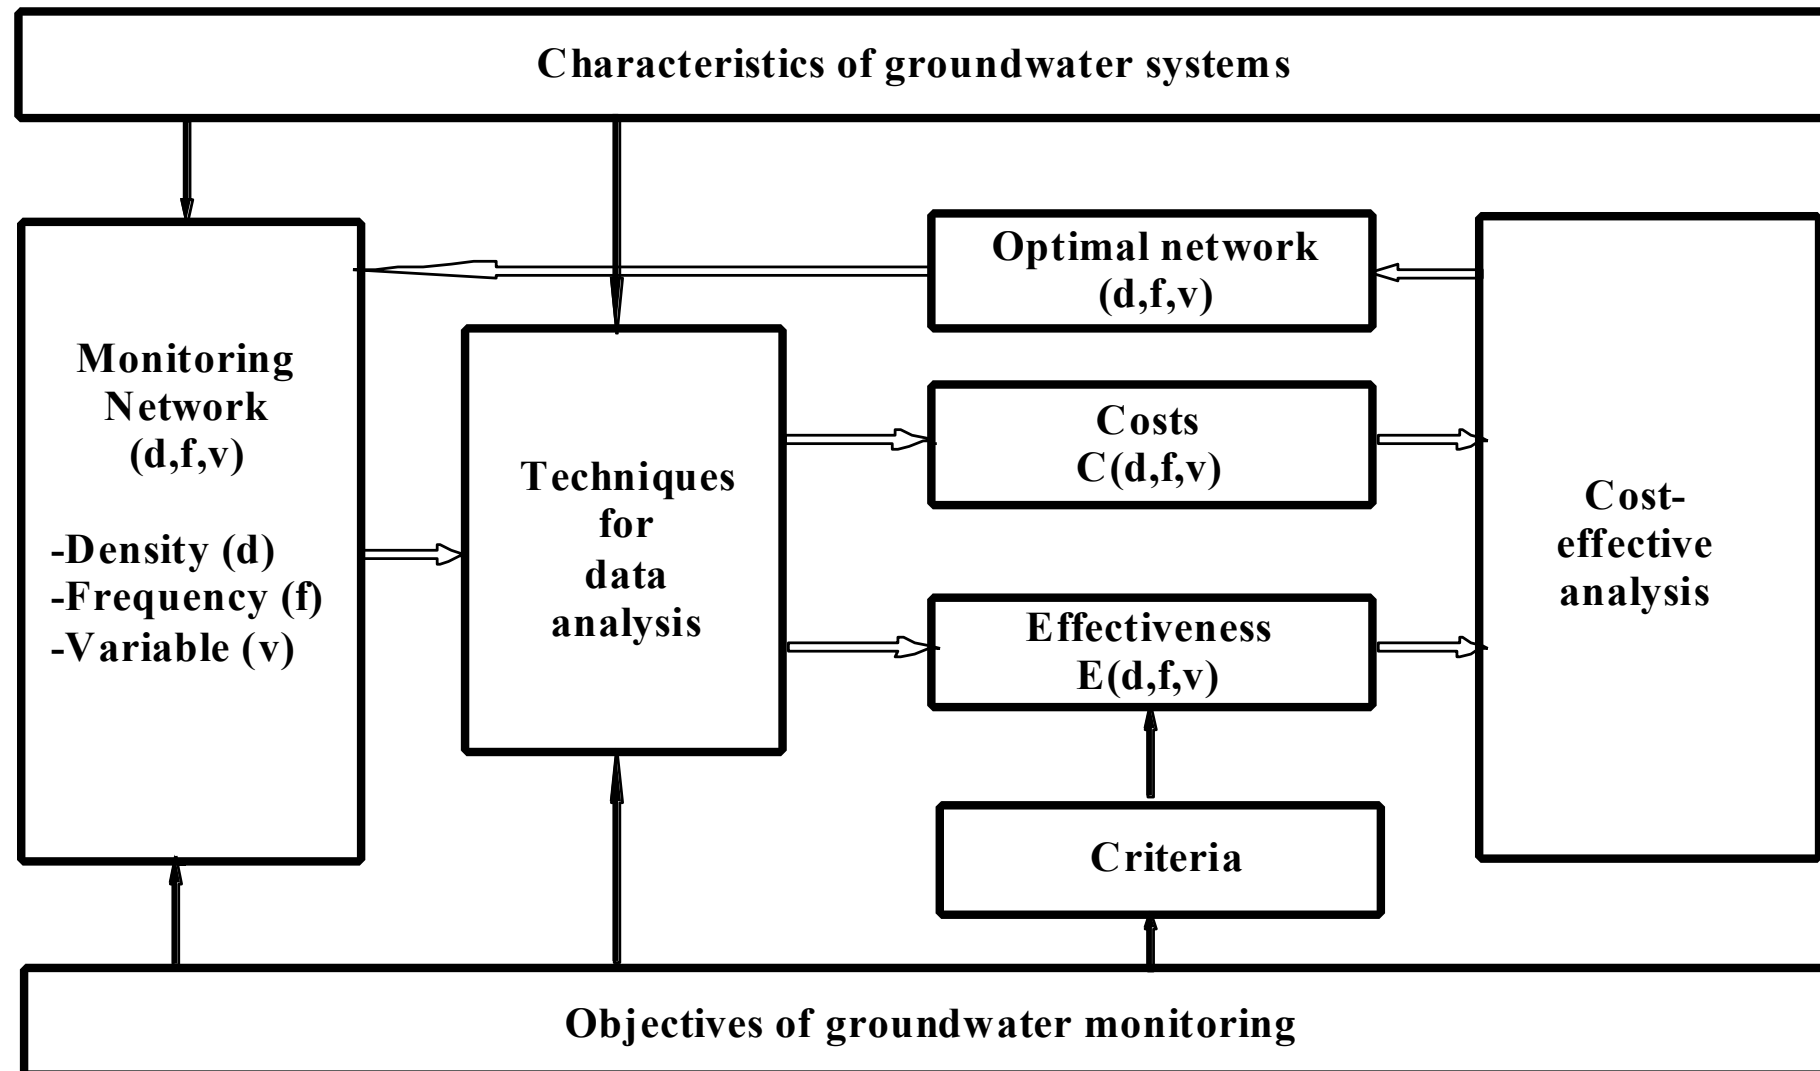 Characteristics of groundwater systems
Monitoring
Network
(d,f,v)
-Density (d)
-Frequency (f)
-Variable (v)
Techniques
for
data
analysis
Optimal network
(d,f,v)
Costs
C(d,f,v)
Effectiveness
E(d,f,v)
Criteria
Cost-
effective
analysis
Objectives of groundwater monitoring